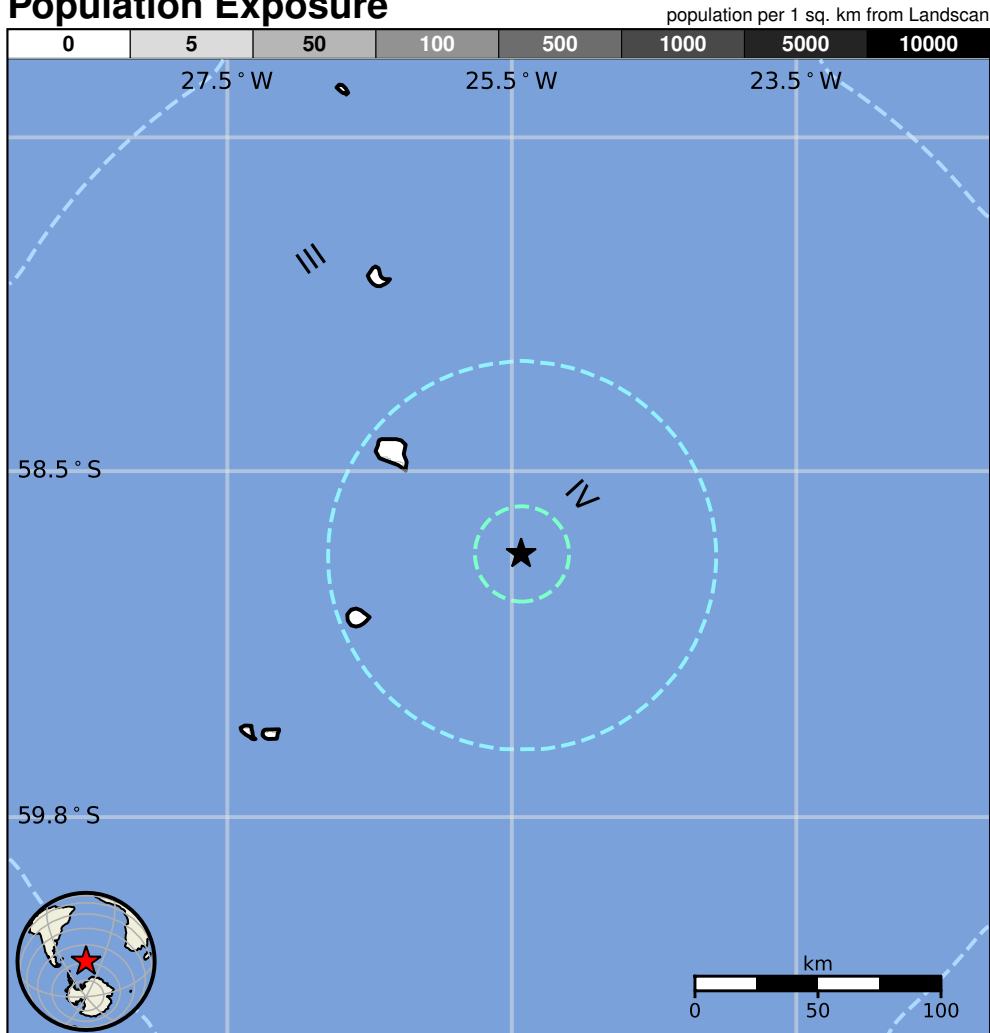 Population Exposure
population per 1 sq. km from Landscan
0 5 50 100 500 1000 5000 10000
27.5°W 25.5°W 23.5°W
III
58.5°S
IV
59.8°S
km
0 50 100